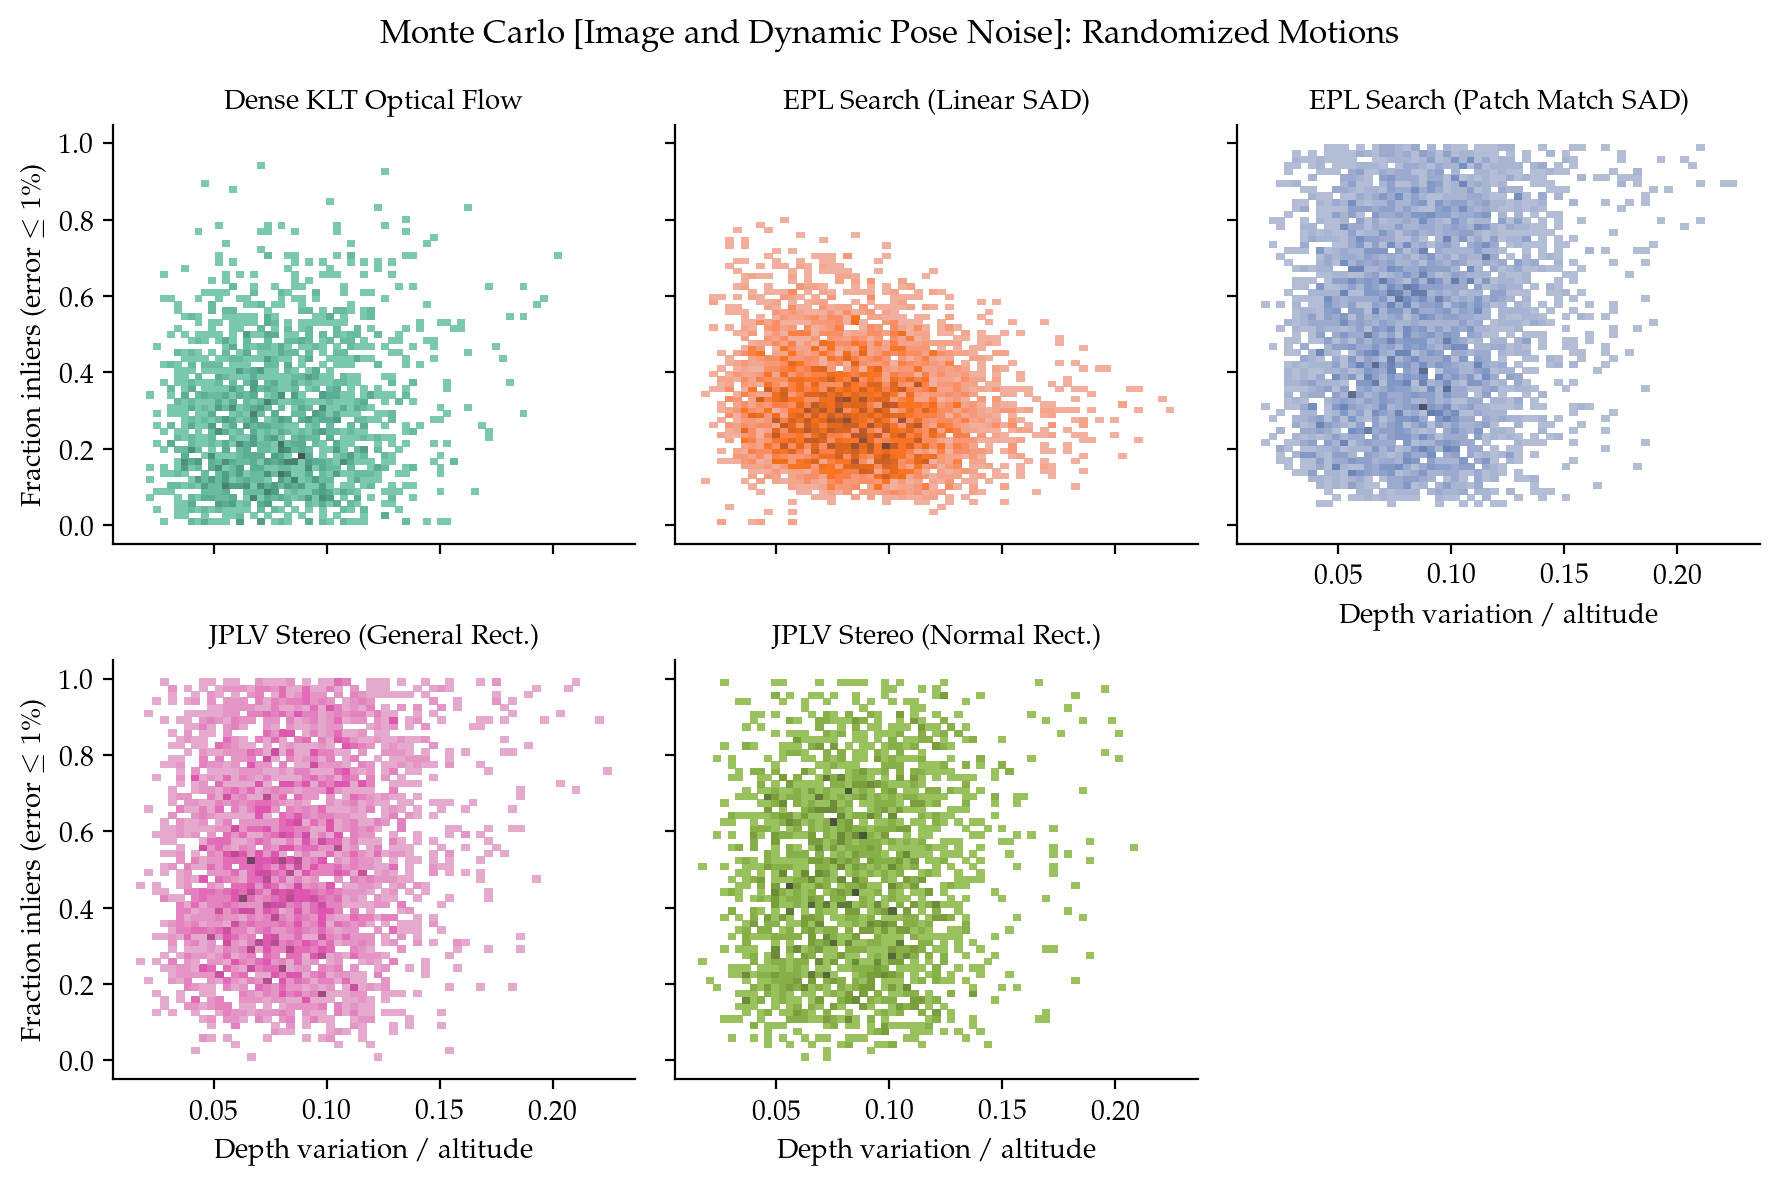 Monte Carlo [Image and Dynamic Pose Noise]: Randomized Motions
Dense KLT Optical Flow
EPL Search (Linear SAD)
EPL Search (Patch Match SAD)
Fraction inliers (error ≤ 1%)
1.0
0.8
0.6
0.4
0.2
0.0
0.05 0.10 0.15 0.20
Depth variation / altitude
JPLV Stereo (General Rect.)
JPLV Stereo (Normal Rect.)
Fraction inliers (error ≤ 1%)
1.0
0.8
0.6
0.4
0.2
0.0
0.05 0.10 0.15 0.20
0.05 0.10 0.15 0.20
Depth variation / altitude
Depth variation / altitude